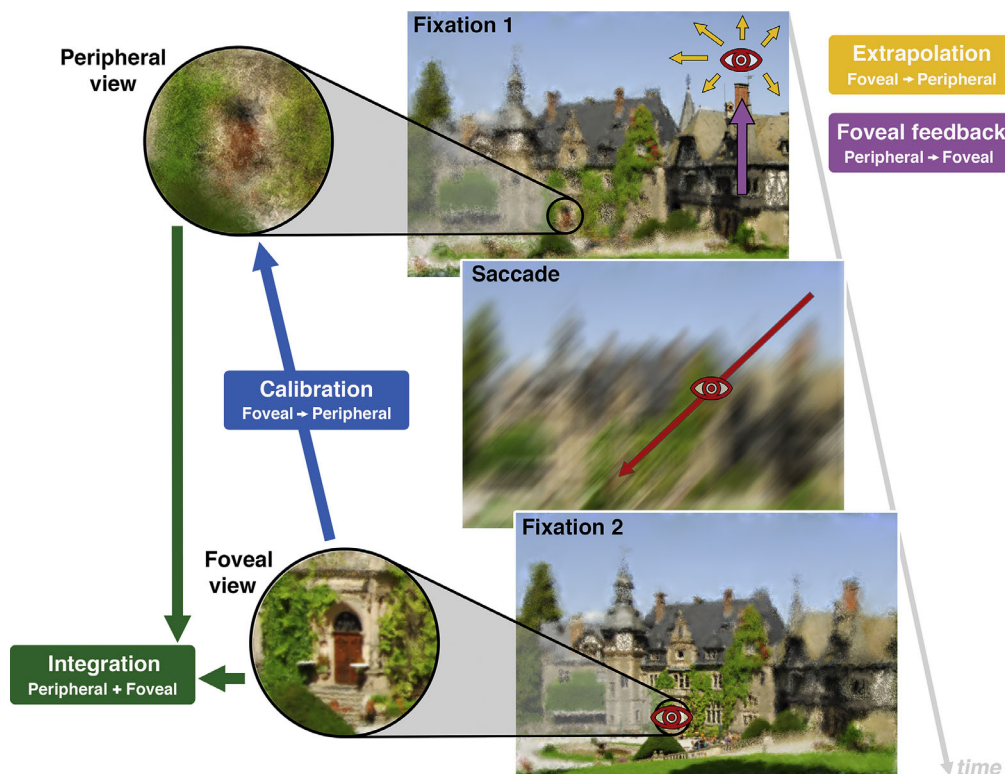 Fixation 1
Peripheral
view
Extrapolation
Foveal → Peripheral
Foveal feedback
Peripheral → Foveal
Saccade
Calibration
Foveal → Peripheral
Fixation 2
Foveal
view
Integration
Peripheral + Foveal
time